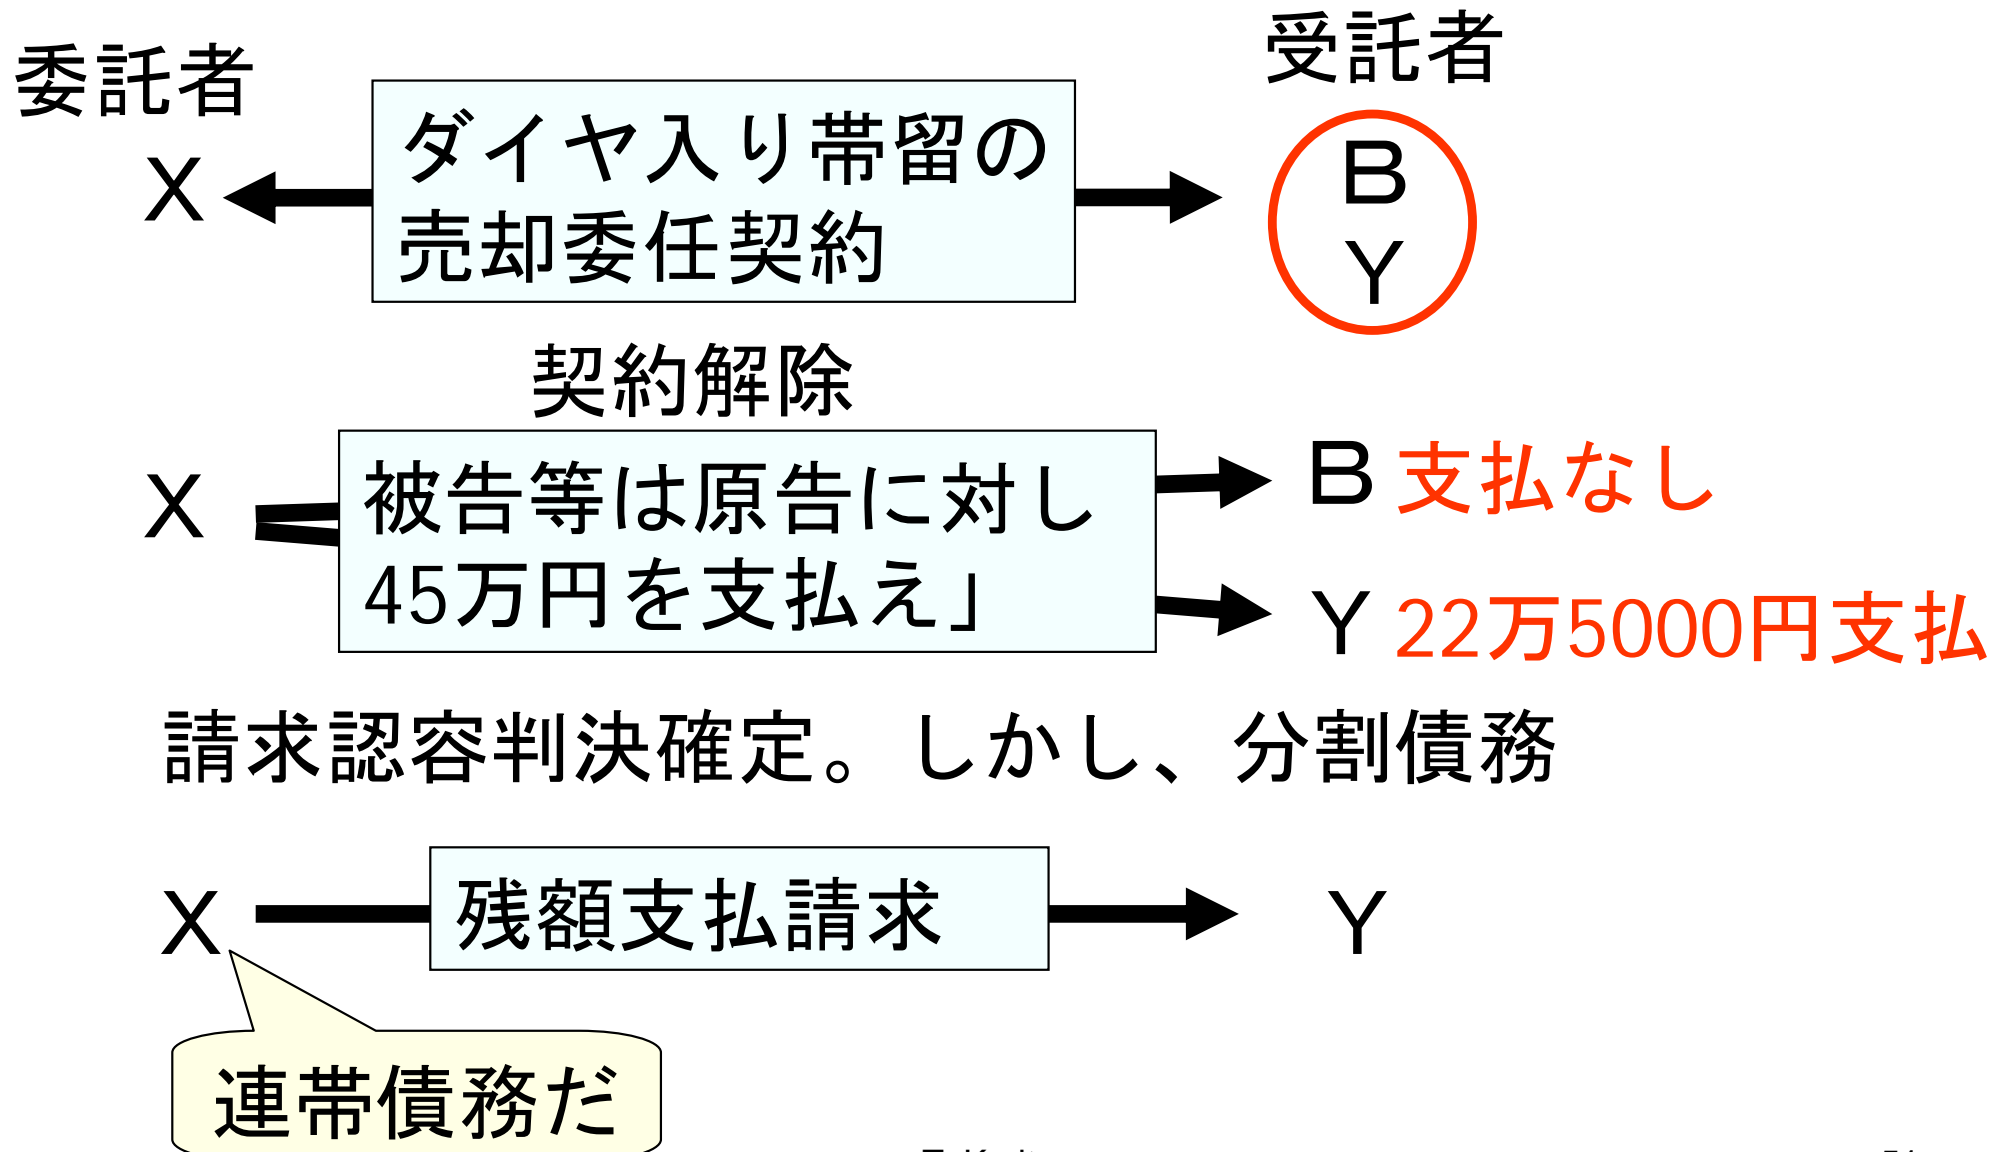 委託者
受託者
X
ダイヤ入り帯留の
売却委任契約
B
Y
契約解除
X
被告等は原告に対し
45万円を支払え」
B 支払なし
Y 22万5000円支払
請求認容判決確定。しかし、分割債務
X
残額支払請求
Y
連帯債務だ